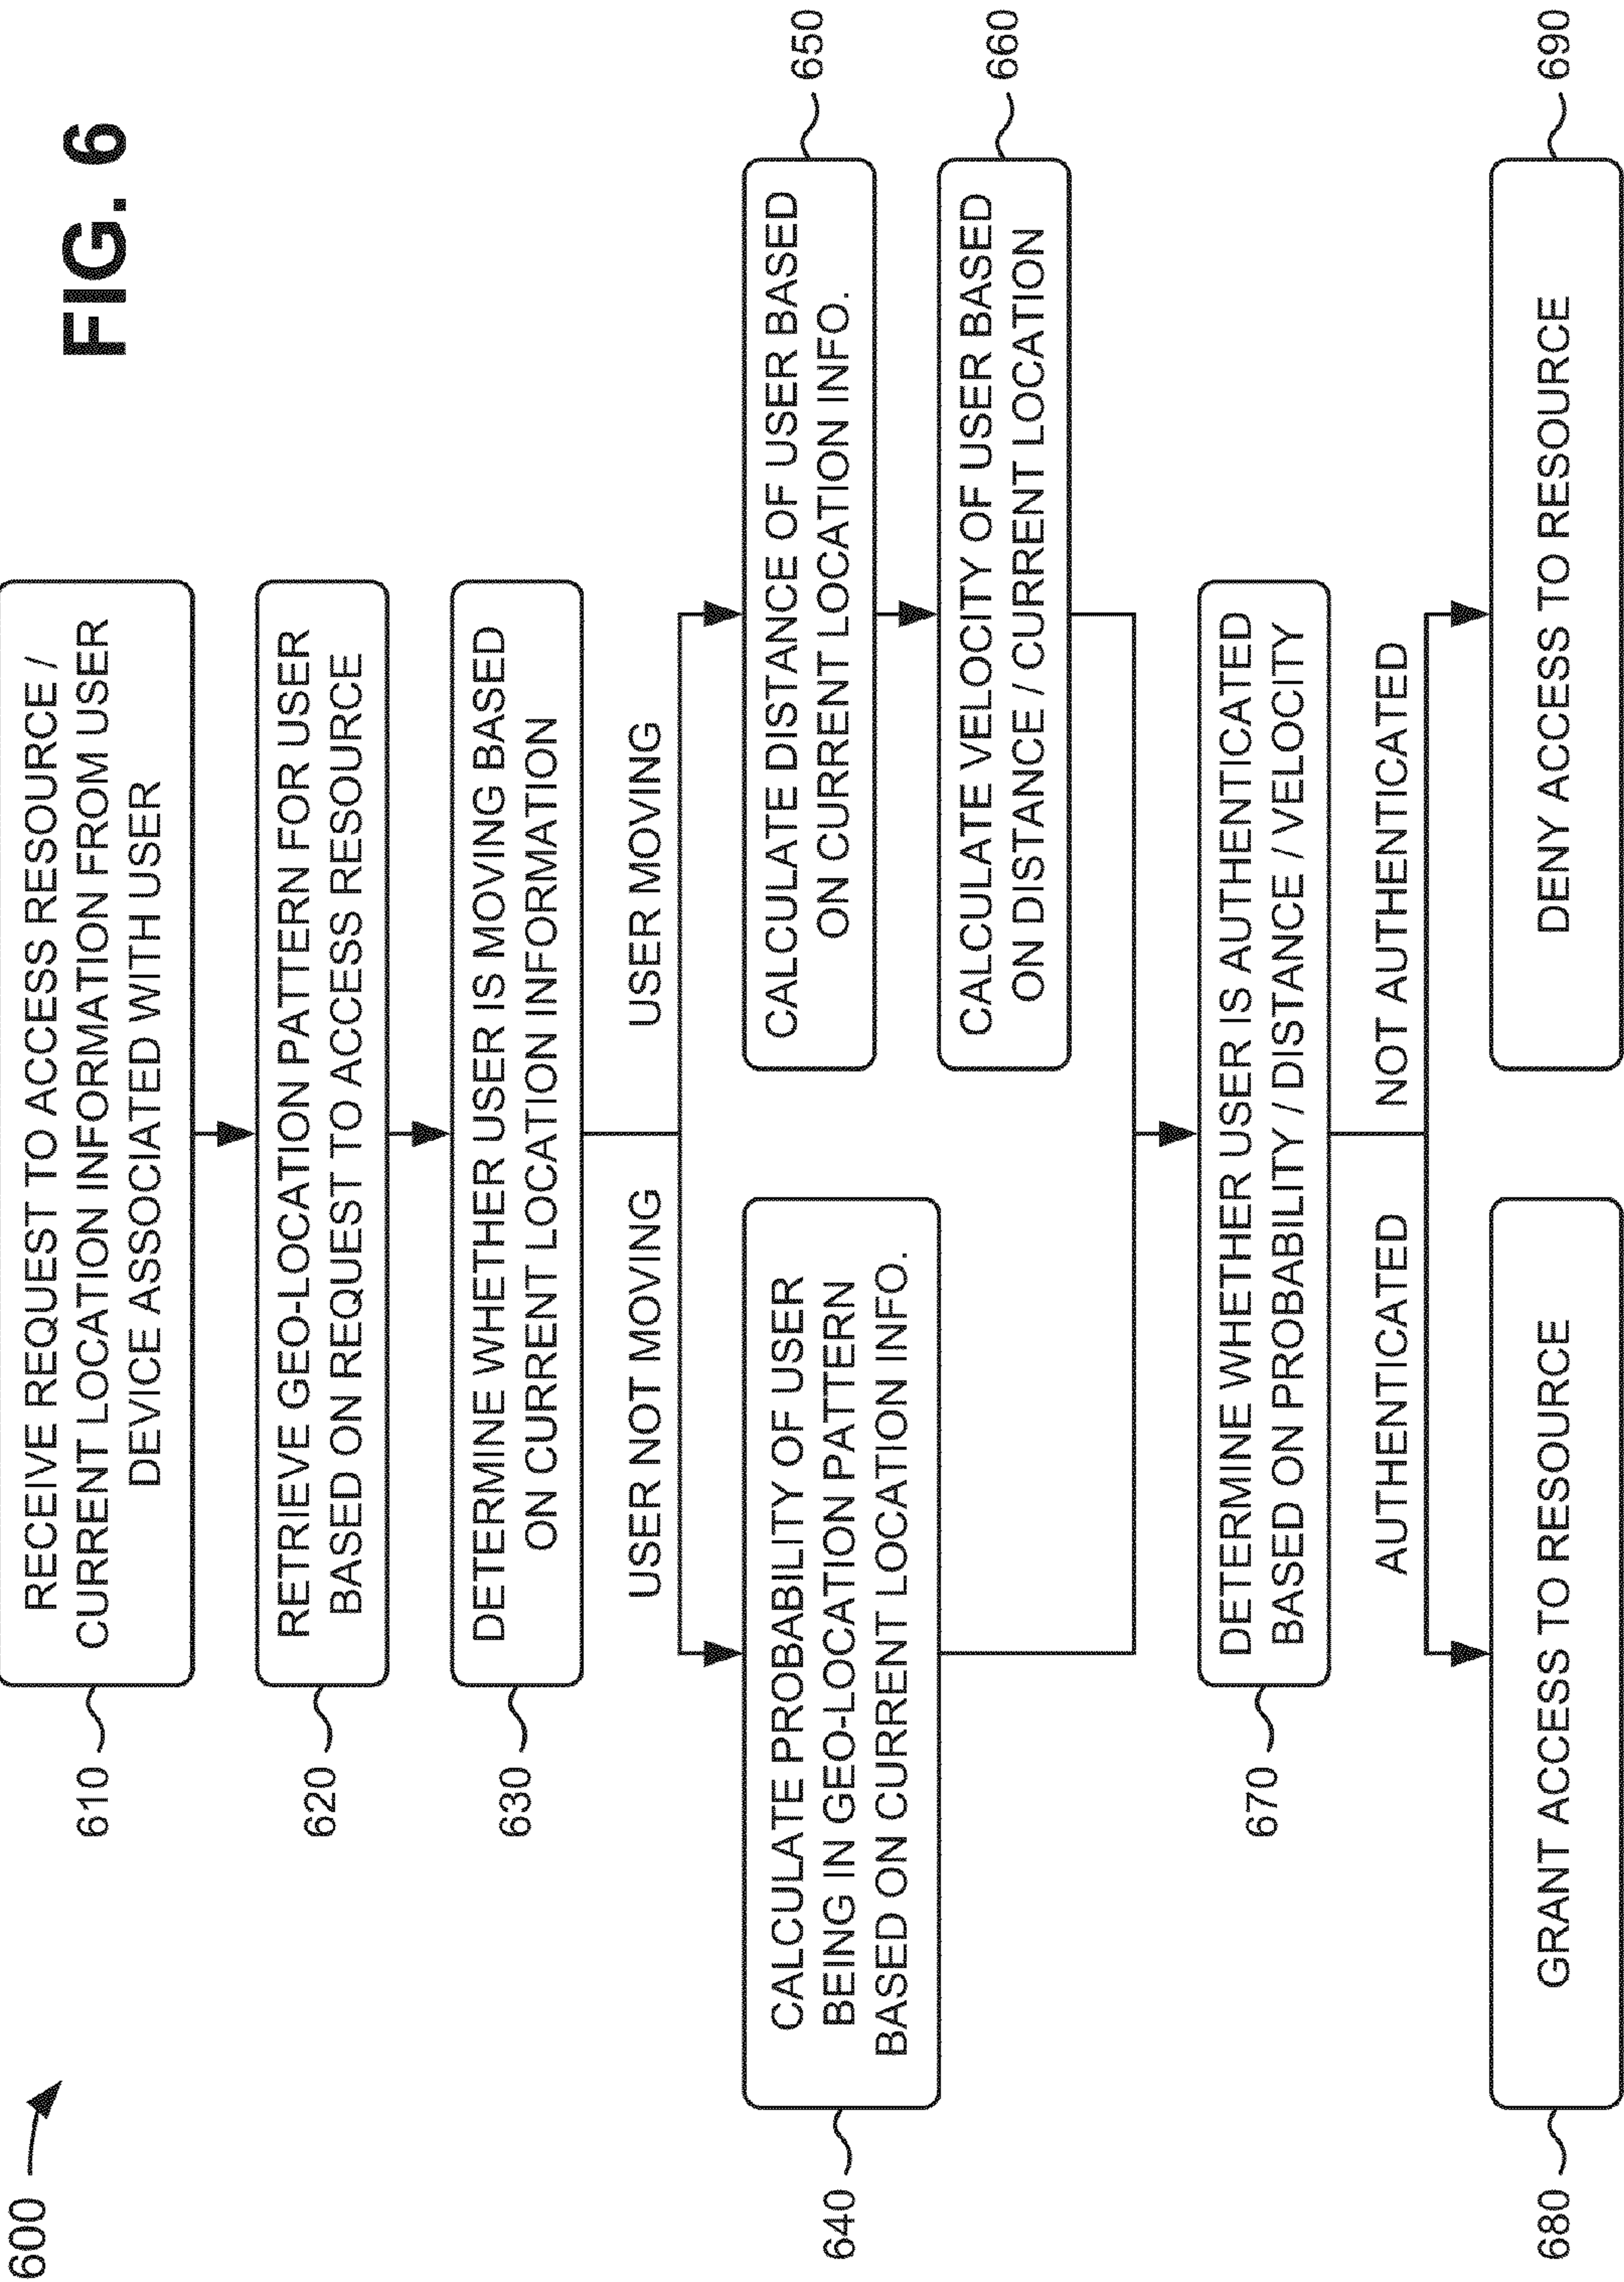 600
FIG. 6
610
RECEIVE REQUEST TO ACCESS RESOURCE /
CURRENT LOCATION INFORMATION FROM USER
DEVICE ASSOCIATED WITH USER
620
RETRIEVE GEO-LOCATION PATTERN FOR USER
BASED ON REQUEST TO ACCESS RESOURCE
630
DETERMINE WHETHER USER IS MOVING BASED
ON CURRENT LOCATION INFORMATION
USER NOT MOVING
USER MOVING
640
CALCULATE PROBABILITY OF USER
BEING IN GEO-LOCATION PATTERN
BASED ON CURRENT LOCATION INFO.
CALCULATE DISTANCE OF USER BASED
ON CURRENT LOCATION INFO.
650
CALCULATE VELOCITY OF USER BASED
ON DISTANCE / CURRENT LOCATION
660
670
DETERMINE WHETHER USER IS AUTHENTICATED
BASED ON PROBABILITY / DISTANCE / VELOCITY
AUTHENTICATED
NOT AUTHENTICATED
680
GRANT ACCESS TO RESOURCE
DENY ACCESS TO RESOURCE
690